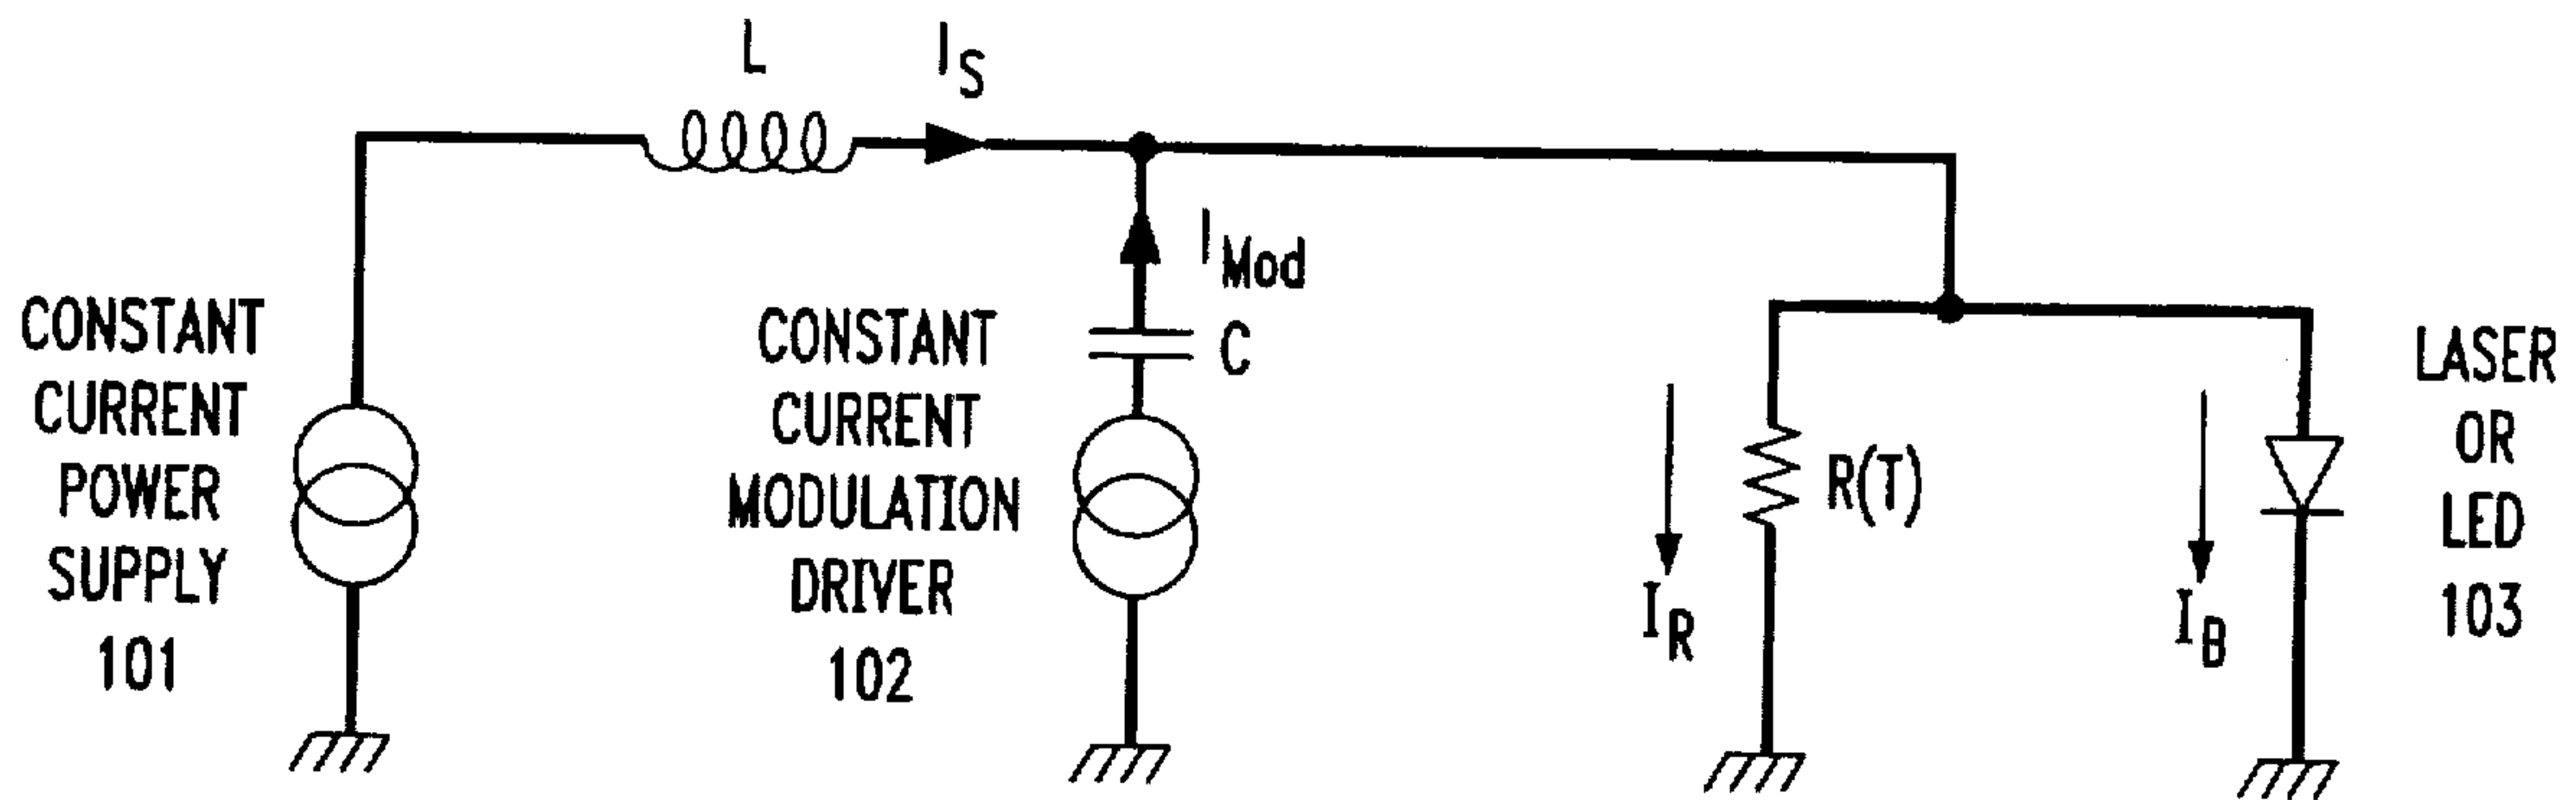 L
I_S
I_Mod
C
CONSTANT
CURRENT
POWER
SUPPLY
101
CONSTANT
CURRENT
MODULATION
DRIVER
102
I_R
R(T)
I_B
LASER
OR
LED
103